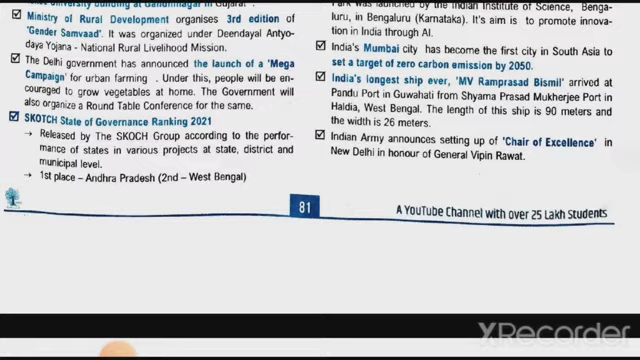 University building at Gandhinagar in Gujarat
Ministry of Rural Development organises 3rd edition of
'Gender Samvaad'. It was organized under Deendayal Antyo-
daya Yojana - National Rural Livelihood Mission.
The Delhi government has announced the launch of a 'Mega
Campaign' for urban farming . Under this, people will be en-
couraged to grow vegetables at home. The Government will
also organize a Round Table Conference for the same.
SKOTCH State of Governance Ranking 2021
→ Released by The SKOCH Group according to the perfor-
mance of states in various projects at state, district and
municipal level.
→ 1st place – Andhra Pradesh (2nd – West Bengal)
Park was launched by the Indian Institute of Science, Benga-
luru, in Bengaluru (Karnataka). It's aim is to promote innova-
tion in India through AI.
India's Mumbai city has become the first city in South Asia to
set a target of zero carbon emission by 2050.
India's longest ship ever, 'MV Ramprasad Bismil' arrived at
Pandu Port in Guwahati from Shyama Prasad Mukherjee Port in
Haldia, West Bengal. The length of this ship is 90 meters and
the width is 26 meters.
Indian Army announces setting up of 'Chair of Excellence' in
New Delhi in honour of General Vipin Rawat.
81
A YouTube Channel with over 25 Lakh Students
XRecorder